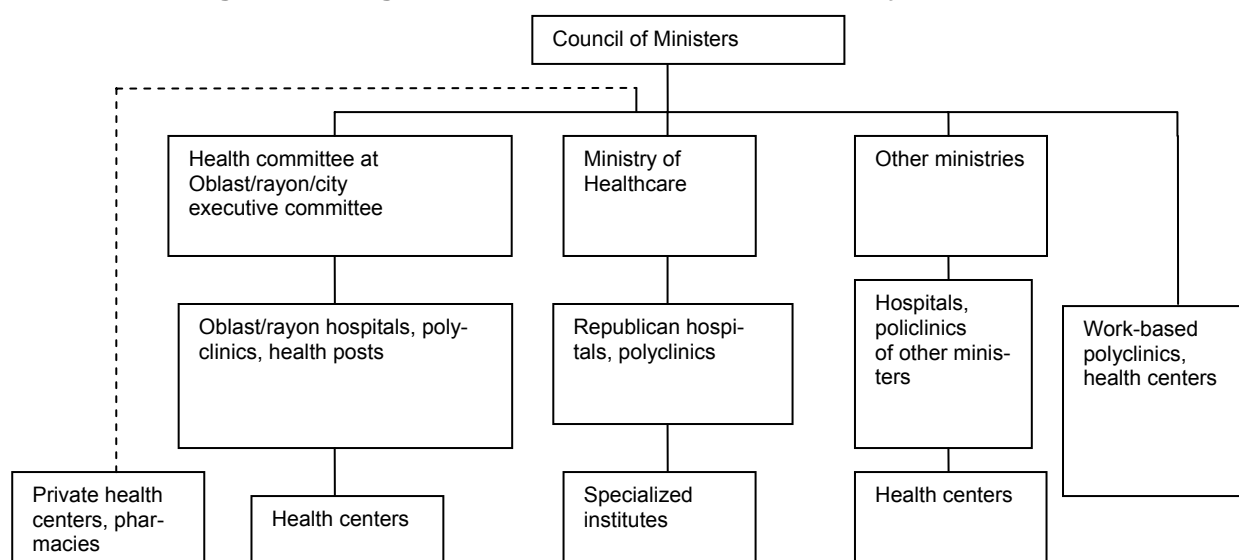 Council of Ministers
Health committee at
Oblast/rayon/city
executive committee
Ministry of
Healthcare
Other ministries
Oblast/rayon hospitals, poly-
clinics, health posts
Republican hospi-
tals, polyclinics
Hospitals,
policlinics
of other minis-
ters
Work-based
polyclinics,
health centers
Private health
centers, phar-
macies
Health centers
Specialized
institutes
Health centers